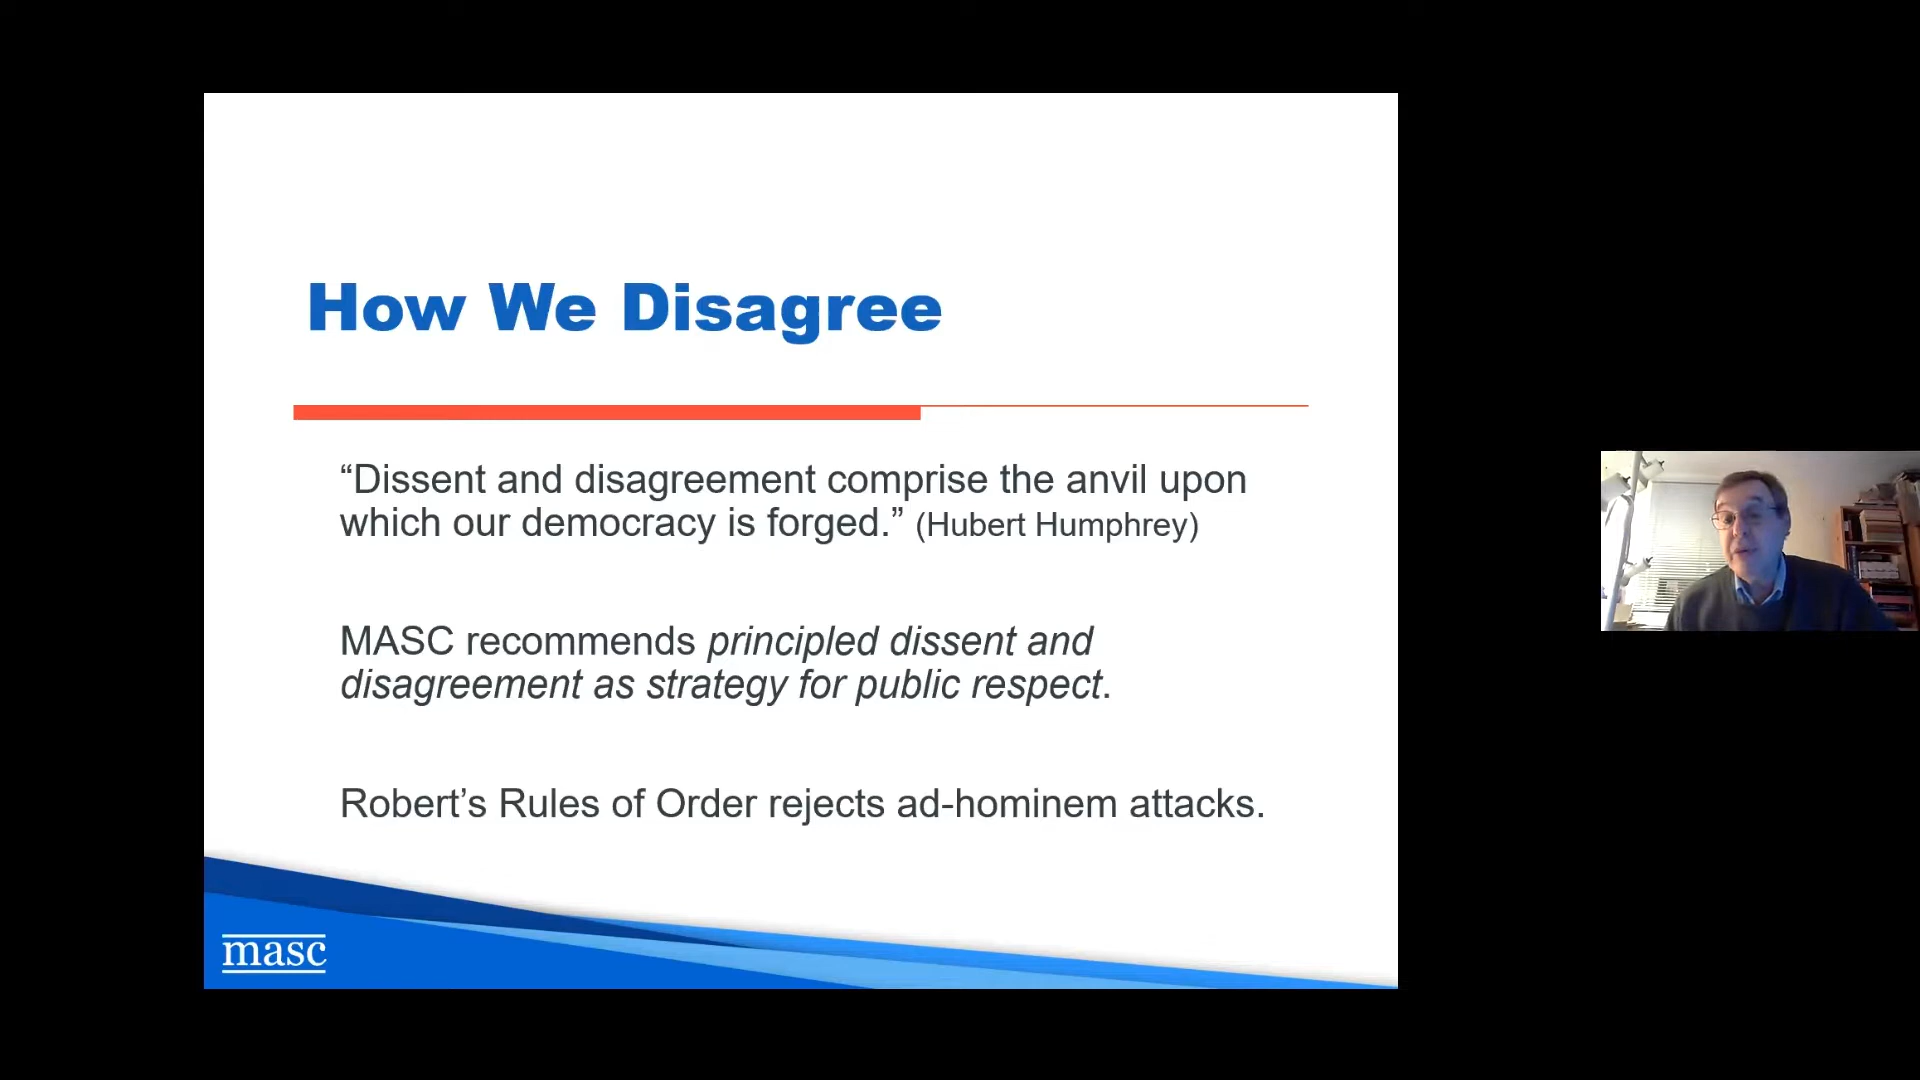 How We Disagree
“Dissent and disagreement comprise the anvil upon
which our democracy is forged.” (Hubert Humphrey)
MASC recommends principled dissent and
disagreement as strategy for public respect.
Robert’s Rules of Order rejects ad-hominem attacks.
masc